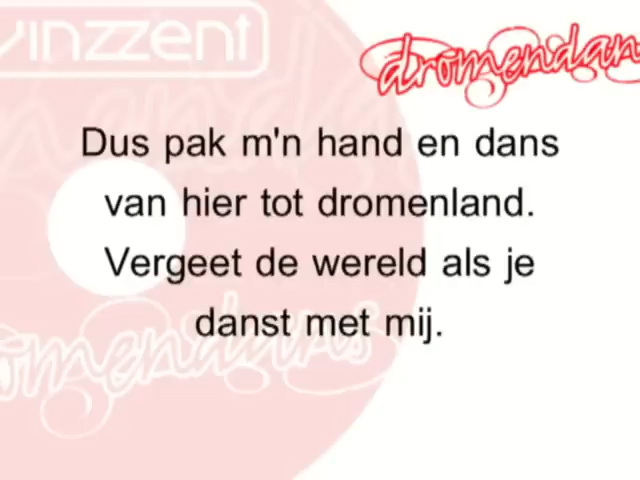 vinzzent
dromendan
Dus pak m'n hand en dans
van hier tot dromenland.
Vergeet de wereld als je
danst met mij.
dromendans